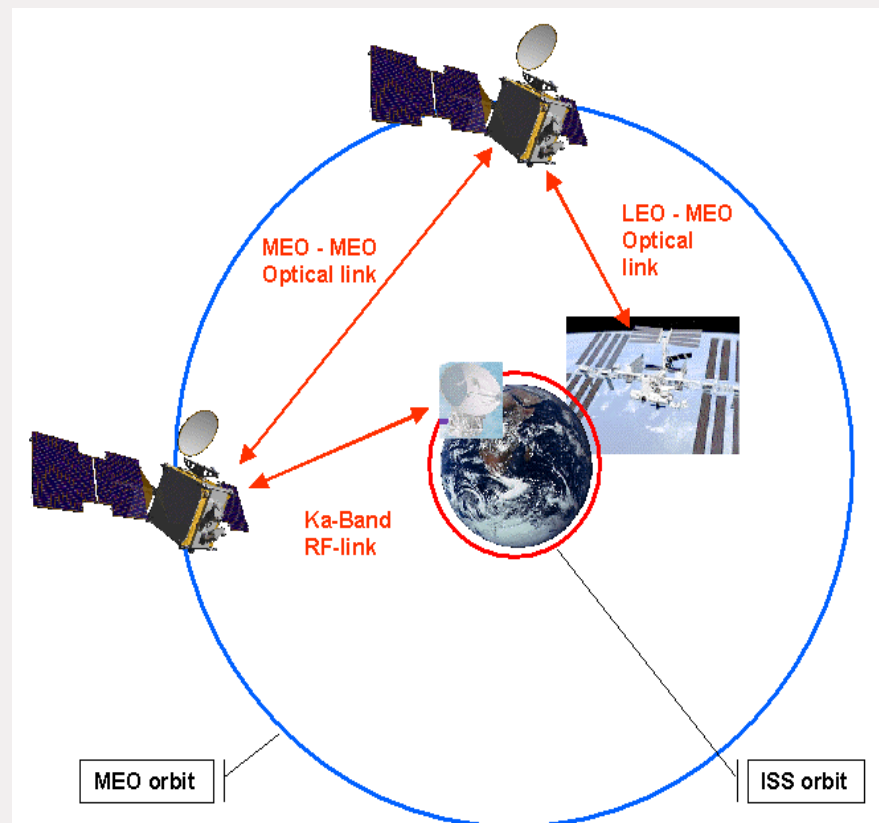 LEO - MEO
Optical
link
MEO - MEO
Optical link
Ka-Band
RF-link
MEO orbit
ISS orbit